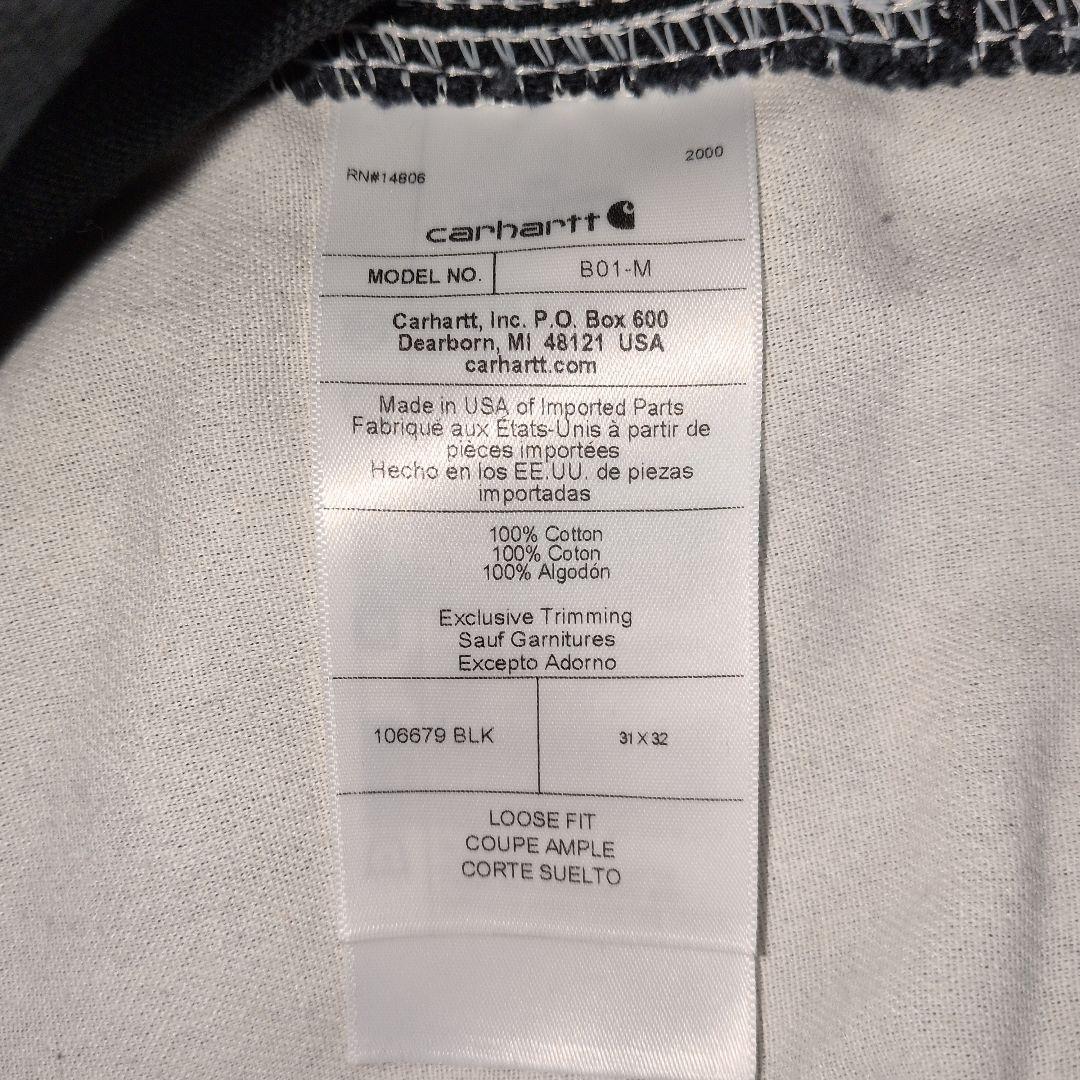 2000
RN#14806
carhartt
MODEL NO. B01-M
Carhartt, Inc. P.O. Box 600
Dearborn, MI 48121 USA
carhartt.com
Made in USA of Imported Parts
Fabriqué aux États-Unis à partir de
pièces importées
Hecho en los EE.UU. de piezas
importadas
100% Cotton
100% Coton
100% Algodón
Exclusive Trimming
Sauf Garnitures
Excepto Adorno
106679 BLK 31 X 32
LOOSE FIT
COUPE AMPLE
CORTE SUELTO